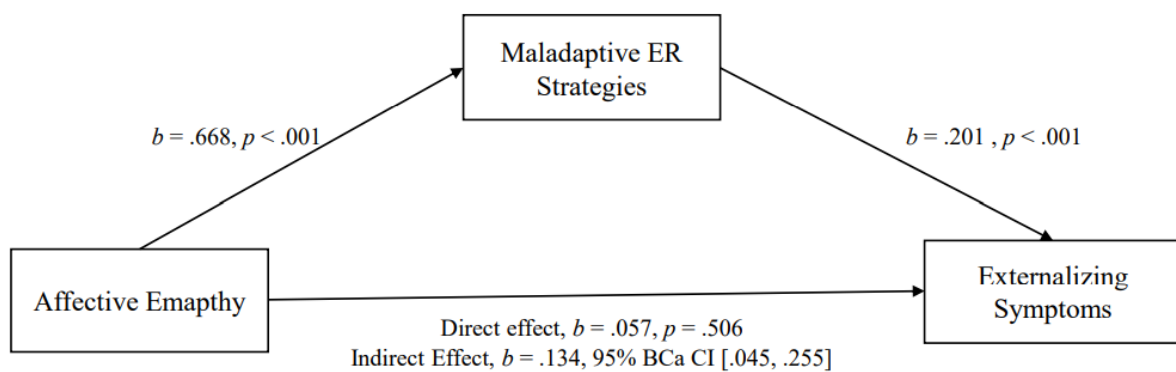 Maladaptive ER
Strategies
b = .668, p < .001
b = .201 , p < .001
Affective Emapthy
Externalizing
Symptoms
Direct effect, b = .057, p = .506
Indirect Effect, b = .134, 95% BCa CI [.045, .255]